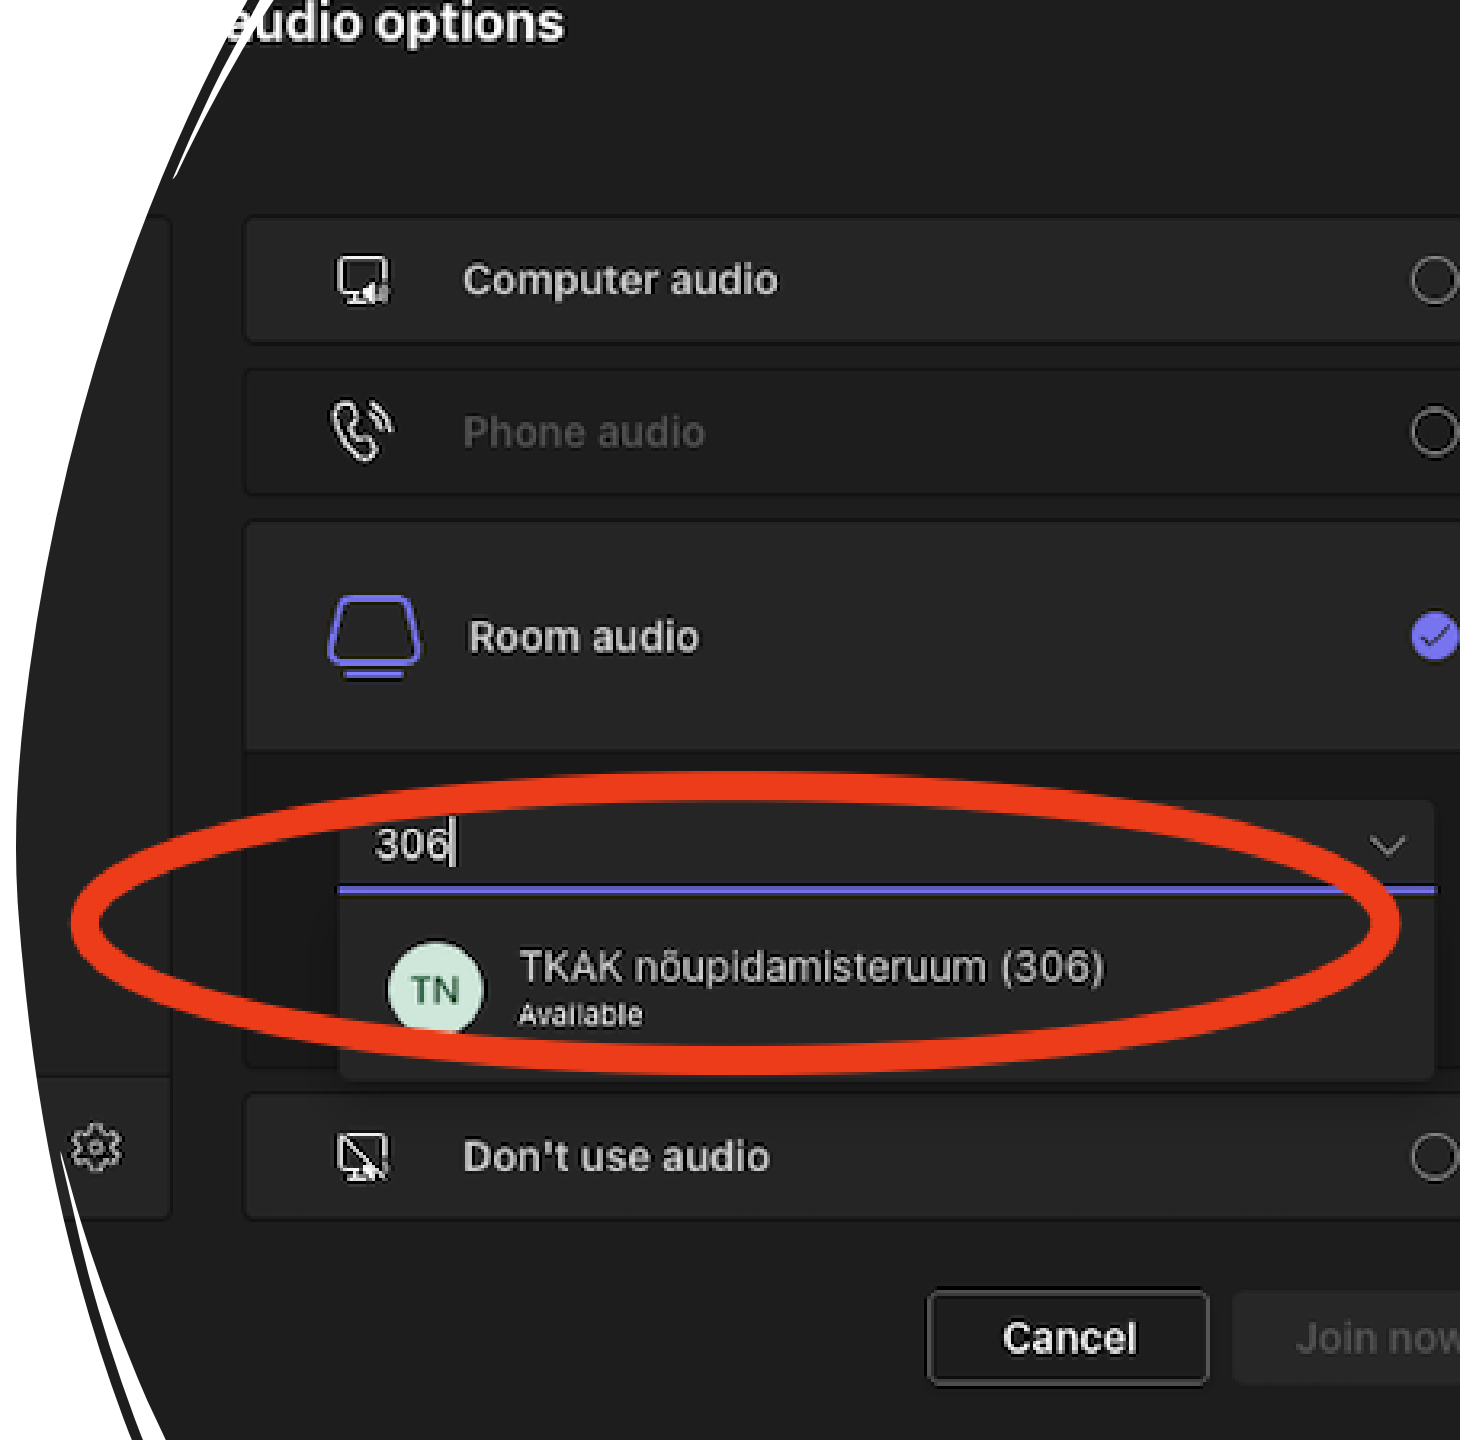 audio options
Computer audio
Phone audio
Room audio
306
TN
TKAK nõupidamisteruum (306)
Available
Don't use audio
Cancel
Join now